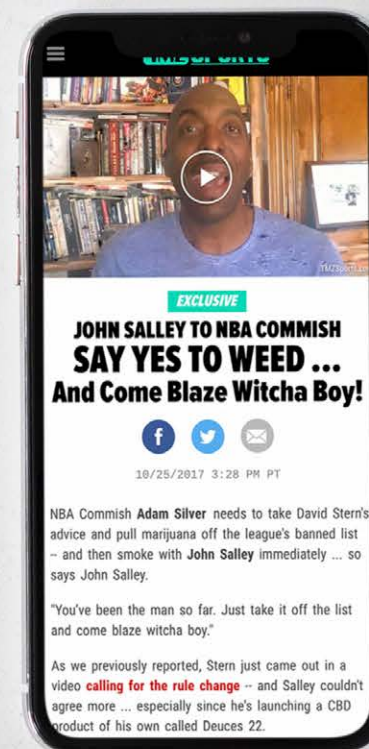 EXCLUSIVE
JOHN SALLEY TO NBA COMMISH
SAY YES TO WEED ...
And Come Blaze Witcha Boy!
10/25/2017 3:28 PM PT
NBA Commish Adam Silver needs to take David Stern's
advice and pull marijuana off the league's banned list
-- and then smoke with John Salley immediately ... so
says John Salley.
"You've been the man so far. Just take it off the list
and come blaze witcha boy."
As we previously reported, Stern just came out in a
video calling for the rule change -- and Salley couldn't
agree more ... especially since he's launching a CBD
product of his own called Deuces 22.